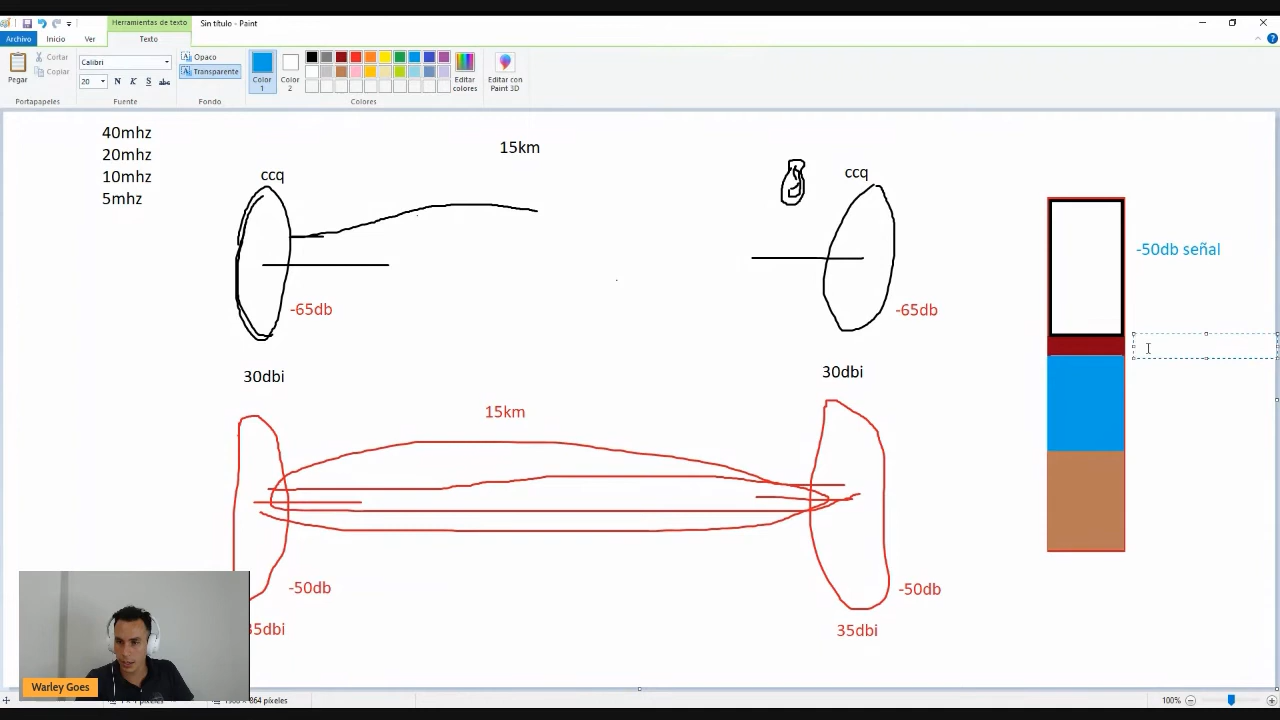 Herramientas de texto
Sin título - Paint
Archivo
Inicio
Ver
Texto
Pegar
Cortar
Copiar
Portapapeles
Calibri
20
N K S abc
Fuente
Opaco
Transparente
Fondo
Color 1
Color 2
Editar colores
Editar con Paint 3D
Colores
40mhz
20mhz
10mhz
5mhz
15km
ccq
ccq
-50db señal
-65db
-65db
30dbi
30dbi
15km
-50db
-50db
35dbi
35dbi
Warley Goes
100%